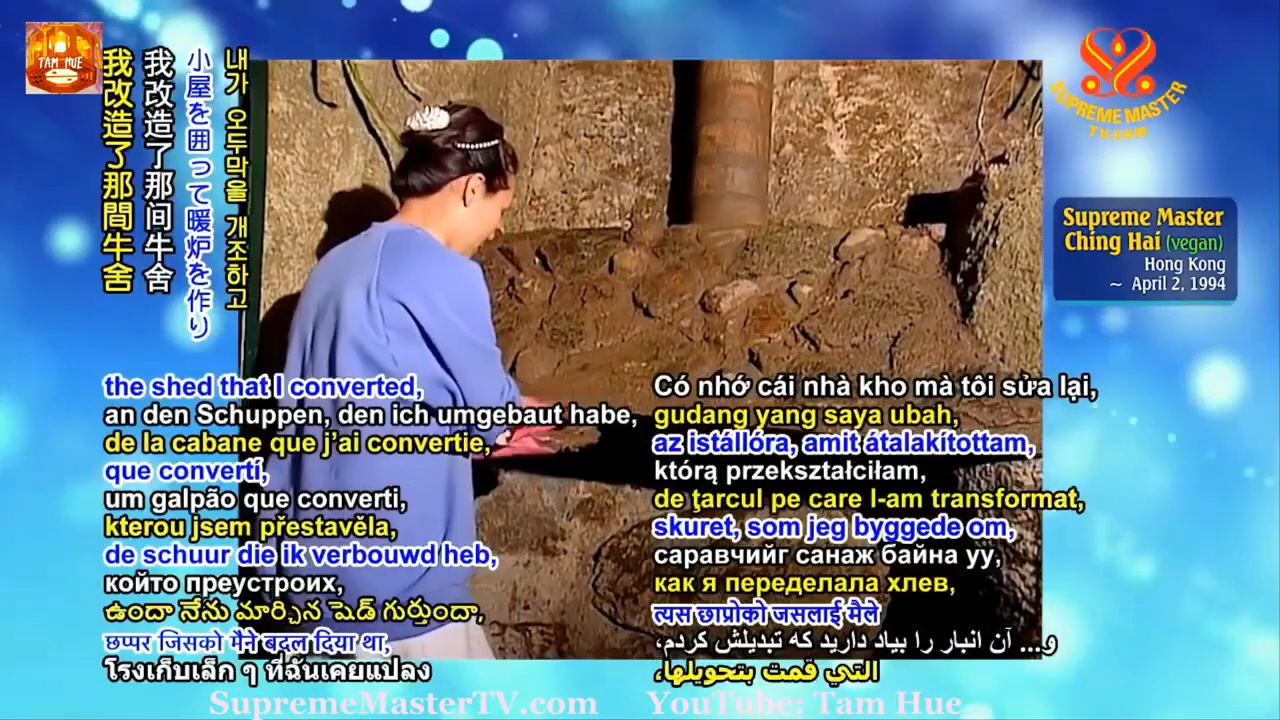 TAM HUE
我改造了那間牛舍
我改造了那间牛舍
小屋を囲って暖炉を作り
내가 오두막을 개조하고
SUPREME MASTER
TV.com
Supreme Master
Ching Hai (vegan)
Hong Kong
~ April 2, 1994
the shed that I converted,
an den Schuppen, den ich umgebaut habe,
de la cabane que j’ai convertie,
que convertí,
um galpão que converti,
kterou jsem přestavěla,
de schuur die ik verbouwd heb,
който преустроих,
ఉందా నేను మార్చిన షెడ్ గుర్తుందా,
छप्पर जिसको मैने बदल दिया था,
โรงเก็บเล็ก ๆ ที่ฉันเคยแปลง
Có nhớ cái nhà kho mà tôi sửa lại,
gudang yang saya ubah,
az istállóra, amit átalakítottam,
którą przekształciłam,
de ţarcul pe care l-am transformat,
skuret, som jeg byggede om,
саравчийг санаж байна уу,
как я переделала хлев,
त्यस छाप्रोको जसलाई मैले
و... آن انبار را بیاد دارید که تبدیلش کردم،
التي قمت بتحويلها،
SupremeMasterTV.com
YouTube: Tam Hue